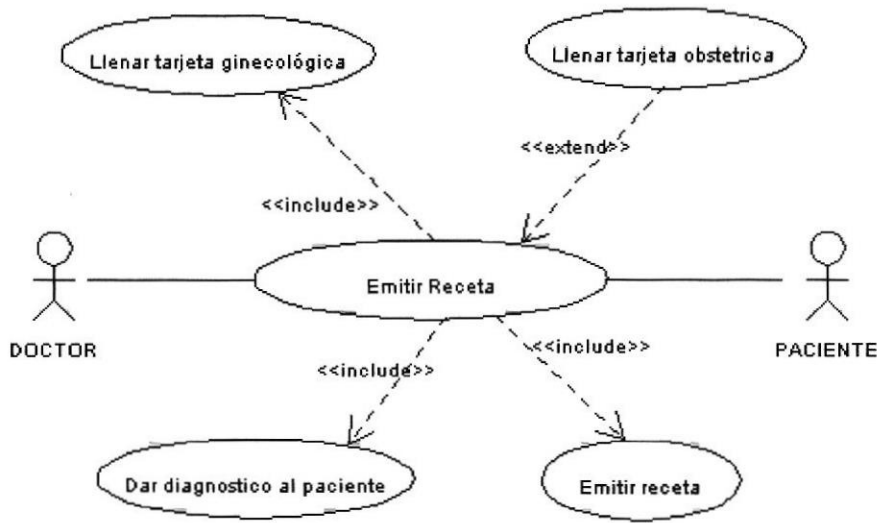 Llenar tarjeta ginecológica
Llenar tarjeta obstetrica
<<extend>>
<<include>>
Emitir Receta
DOCTOR
PACIENTE
<<include>>
<<include>>
Dar diagnostico al paciente
Emitir receta